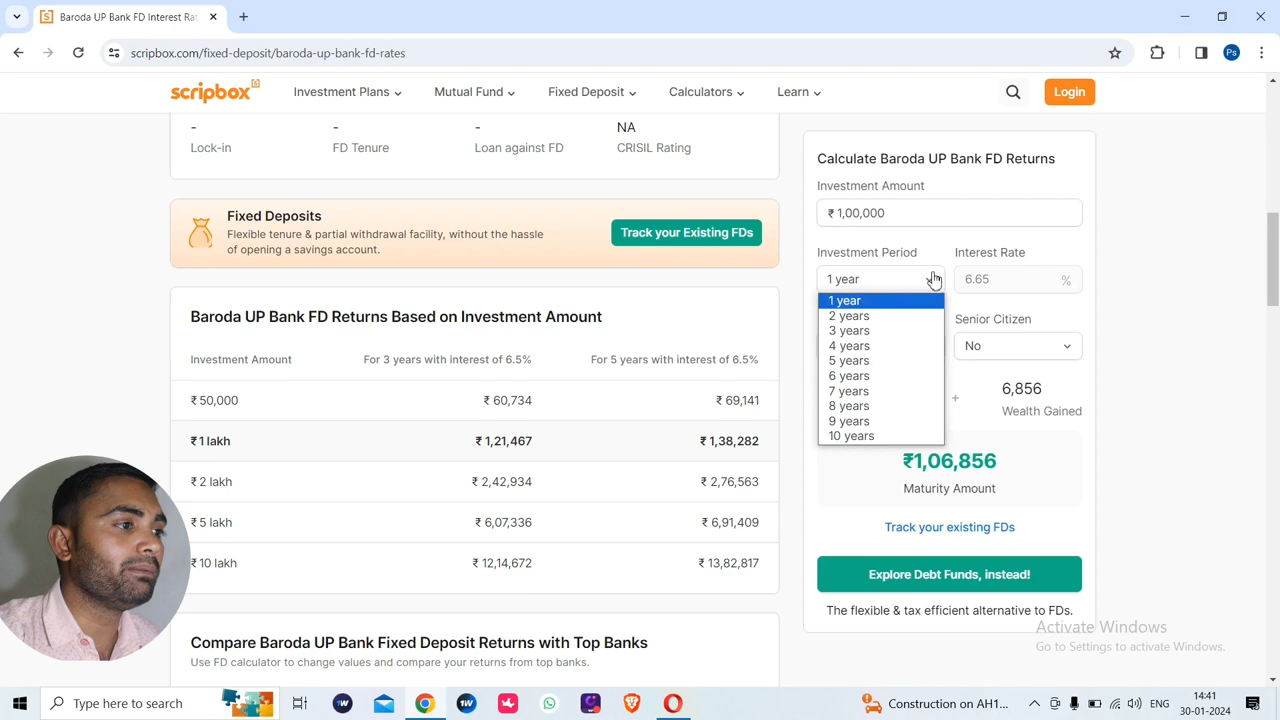 Baroda UP Bank FD Interest Rat
scripbox.com/fixed-deposit/baroda-up-bank-fd-rates
Ps
scripbox
Investment Plans
Mutual Fund
Fixed Deposit
Calculators
Learn
Login
-
-
-
NA
Lock-in
FD Tenure
Loan against FD
CRISIL Rating
Fixed Deposits
Flexible tenure & partial withdrawal facility, without the hassle
of opening a savings account.
Track your Existing FDs
Baroda UP Bank FD Returns Based on Investment Amount
Investment Amount
For 3 years with interest of 6.5%
For 5 years with interest of 6.5%
₹ 50,000
₹ 60,734
₹ 69,141
₹ 1 lakh
₹ 1,21,467
₹ 1,38,282
₹ 2 lakh
₹ 2,42,934
₹ 2,76,563
₹ 5 lakh
₹ 6,07,336
₹ 6,91,409
₹ 10 lakh
₹ 12,14,672
₹ 13,82,817
Compare Baroda UP Bank Fixed Deposit Returns with Top Banks
Use FD calculator to change values and compare your returns from top banks.
Calculate Baroda UP Bank FD Returns
Investment Amount
₹ 1,00,000
Investment Period
Interest Rate
1 year
6.65 %
1 year
2 years
3 years
4 years
5 years
6 years
7 years
8 years
9 years
10 years
Senior Citizen
No
+
6,856
Wealth Gained
₹1,06,856
Maturity Amount
Track your existing FDs
Explore Debt Funds, instead!
The flexible & tax efficient alternative to FDs.
Activate Windows
Go to Settings to activate Windows.
Type here to search
Construction on AH1...
ENG
14:41
30-01-2024